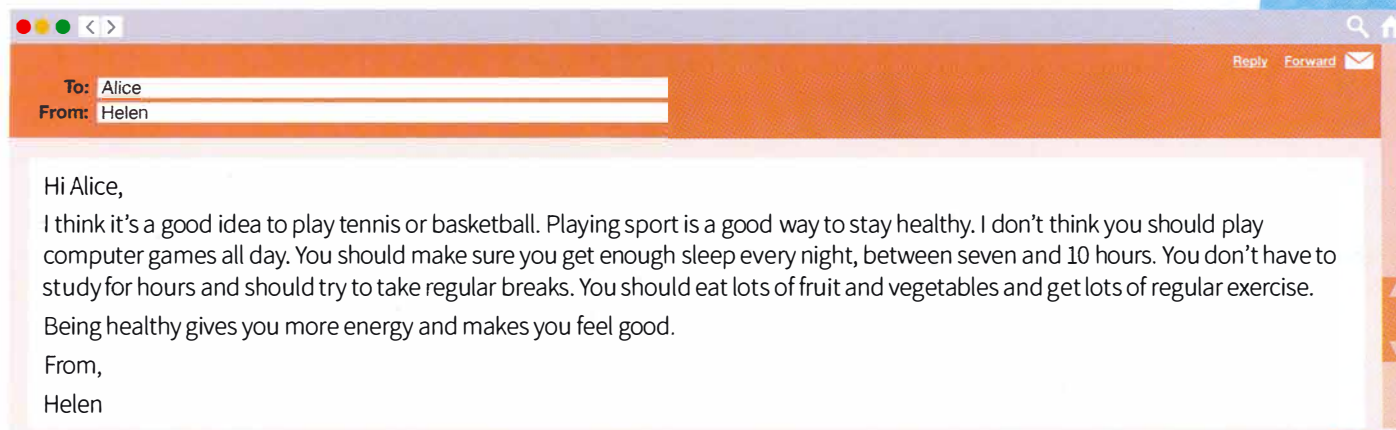 Reply Forward
To: Alice
From: Helen
Hi Alice,
I think it's a good idea to play tennis or basketball. Playing sport is a good way to stay healthy. I don't think you should play
computer games all day. You should make sure you get enough sleep every night, between seven and 10 hours. You don't have to
study for hours and should try to take regular breaks. You should eat lots of fruit and vegetables and get lots of regular exercise.
Being healthy gives you more energy and makes you feel good.
From,
Helen